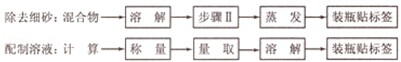 除去细砂：混合物→溶 解→步骤Ⅱ→蒸 发→装瓶贴标签
配制溶液：计 算→称 量→量 取→溶 解→装瓶贴标签